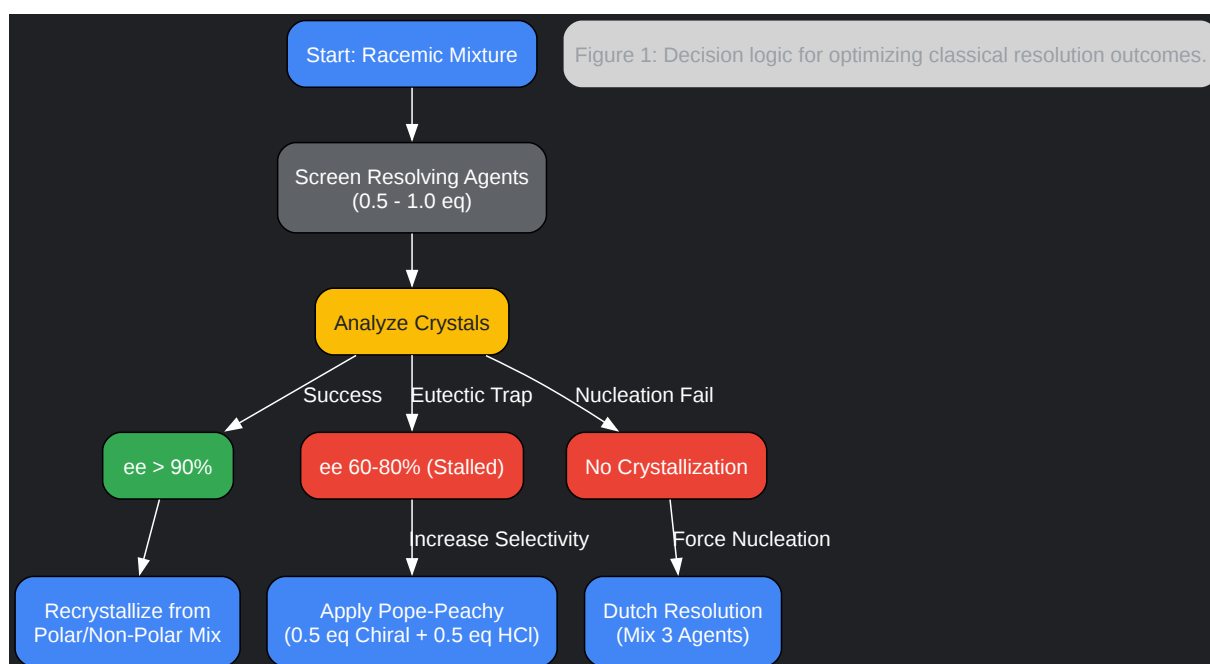 Start: Racemic Mixture
Figure 1: Decision logic for optimizing classical resolution outcomes.
Screen Resolving Agents
(0.5 - 1.0 eq)
Analyze Crystals
Success
Eutectic Trap
Nucleation Fail
ee > 90%
ee 60-80% (Stalled)
No Crystallization
Increase Selectivity
Force Nucleation
Recrystallize from
Polar/Non-Polar Mix
Apply Pope-Peachy
(0.5 eq Chiral + 0.5 eq HCl)
Dutch Resolution
(Mix 3 Agents)